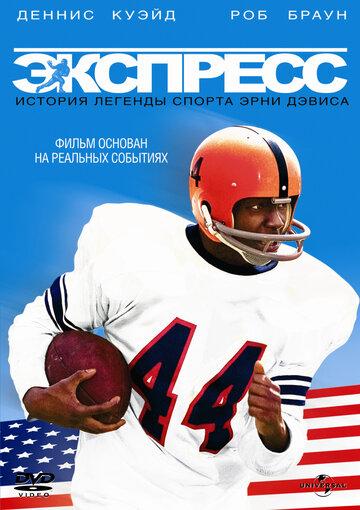 ДЕННИС КУЭЙД РОБ БРАУН
ЭКСПРЕСС
ИСТОРИЯ ЛЕГЕНДЫ СПОРТА ЭРНИ ДЭВИСА
ФИЛЬМ ОСНОВАН
НА РЕАЛЬНЫХ СОБЫТИЯХ
4
44
DVD
VIDEO
UNIVERSAL